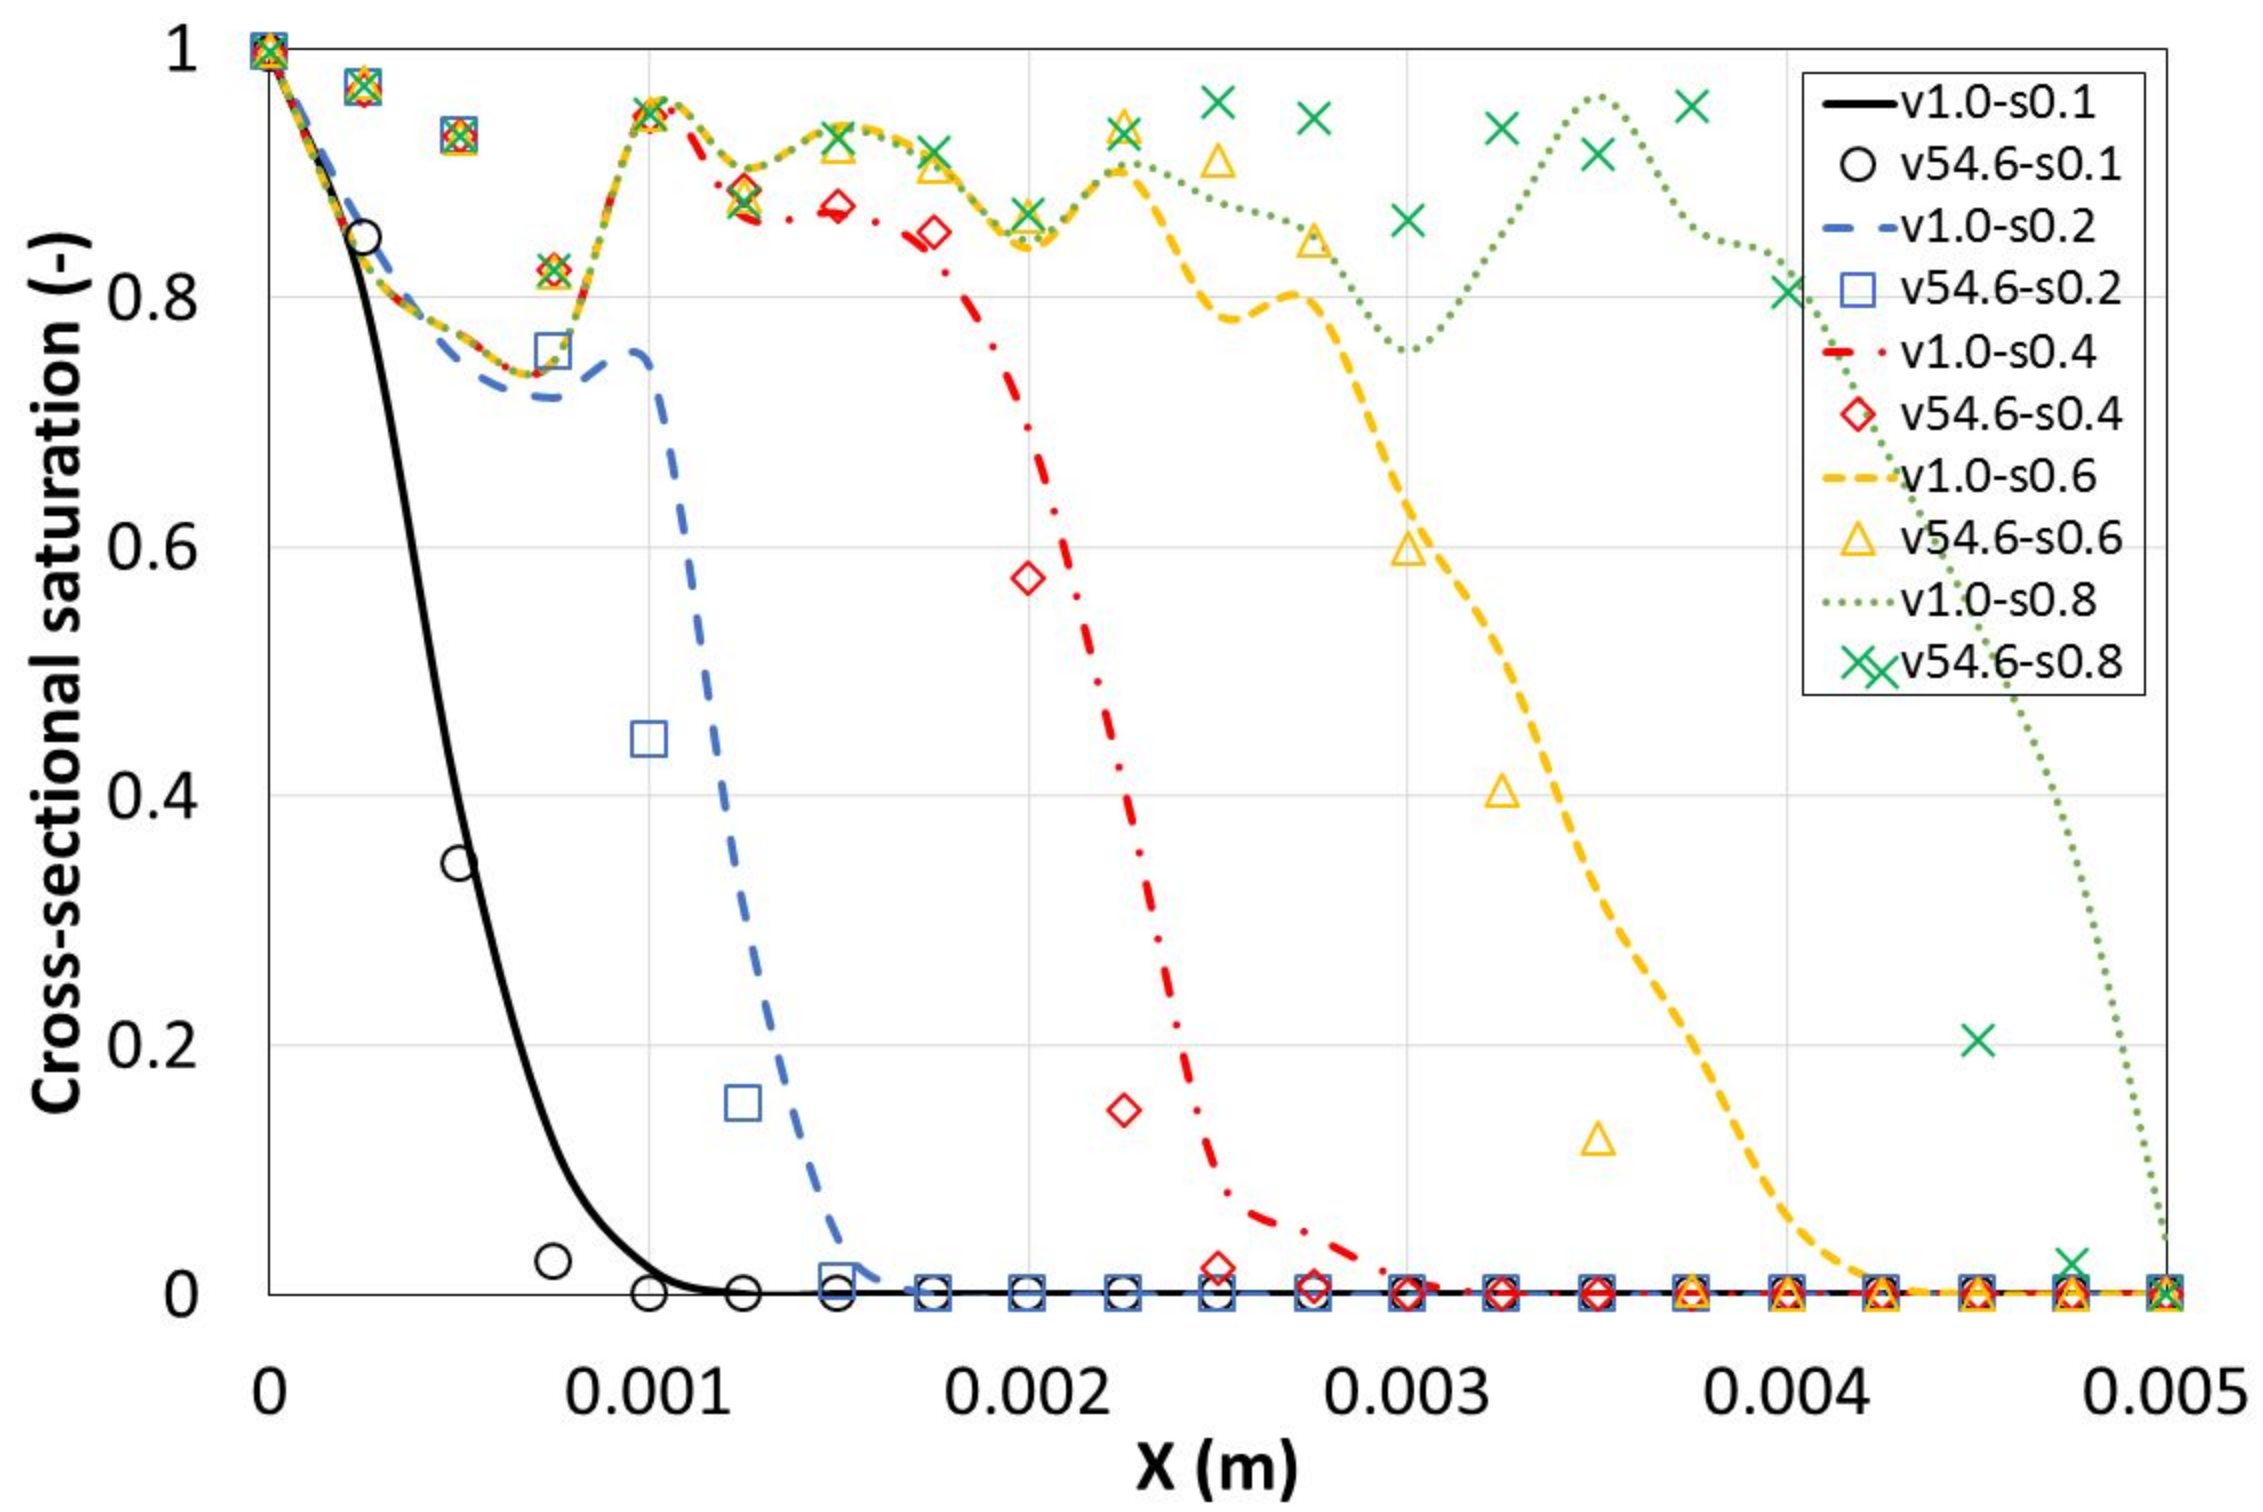 Cross-sectional saturation (-)
1
0.8
0.6
0.4
0.2
0
0 0.001 0.002 0.003 0.004 0.005
X (m)
v1.0-s0.1
v54.6-s0.1
v1.0-s0.2
v54.6-s0.2
v1.0-s0.4
v54.6-s0.4
v1.0-s0.6
v54.6-s0.6
v1.0-s0.8
v54.6-s0.8